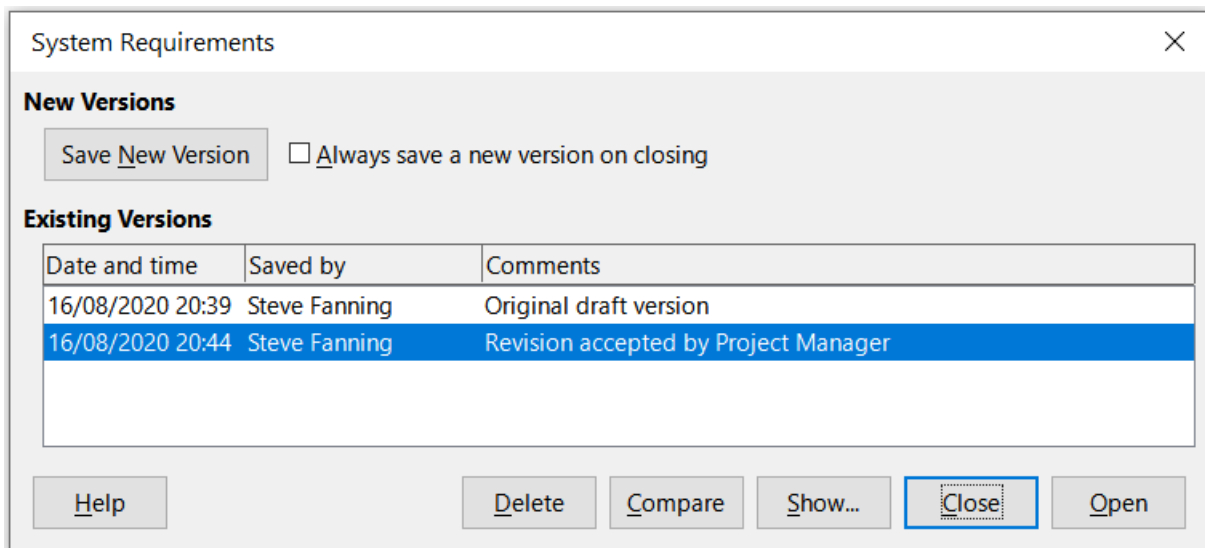 System Requirements
New Versions
Save New Version Always save a new version on closing
Existing Versions
Date and time Saved by Comments
16/08/2020 20:39 Steve Fanning Original draft version
16/08/2020 20:44 Steve Fanning Revision accepted by Project Manager
Help Delete Compare Show... Close Open